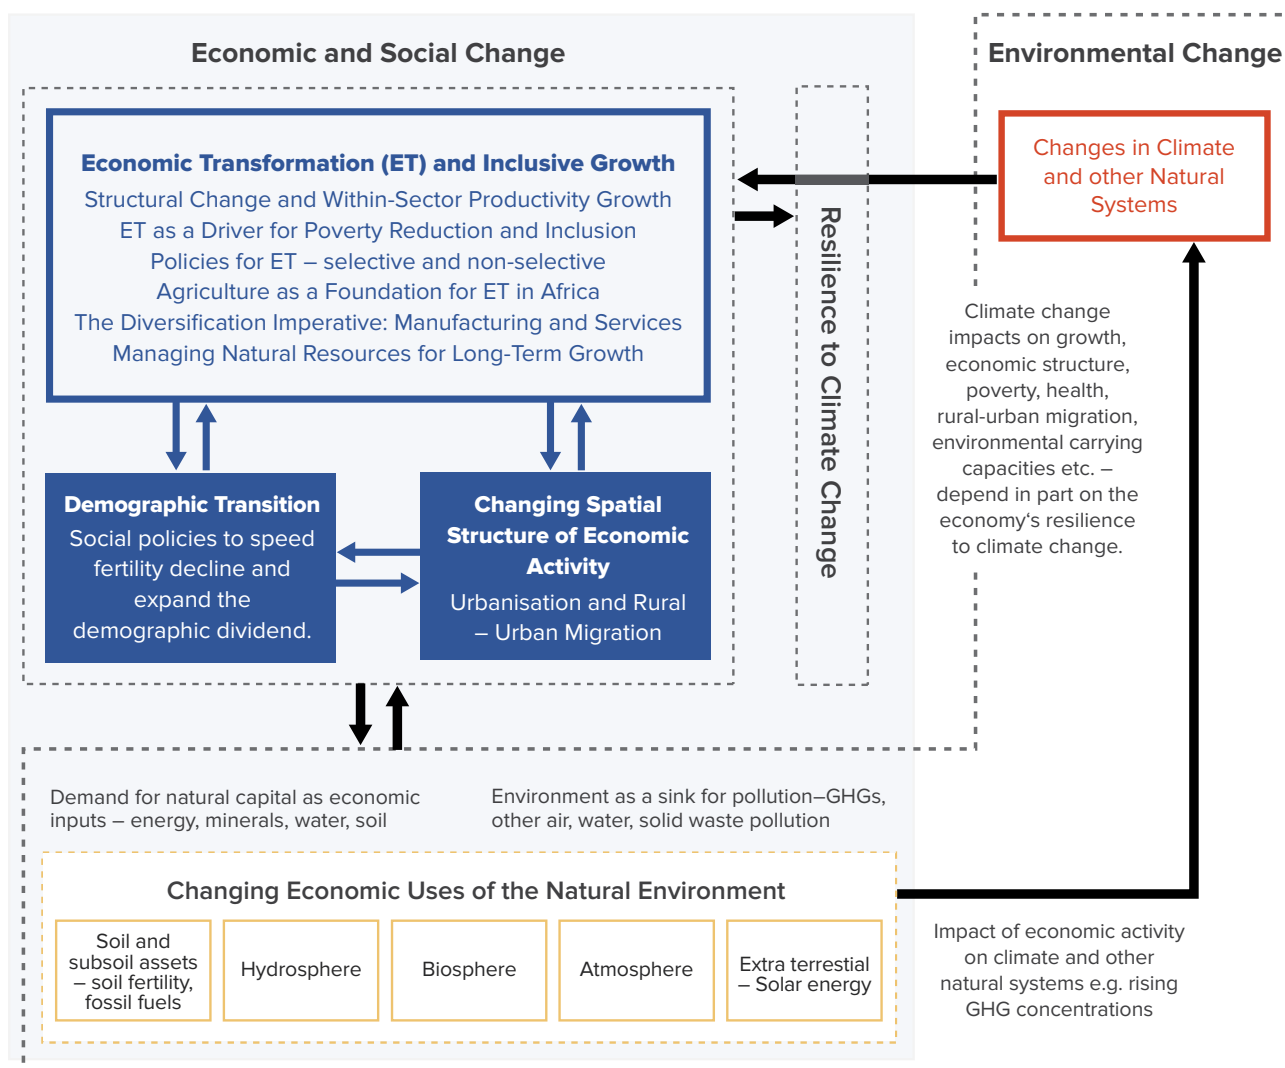 Economic and Social Change
Environmental Change
Economic Transformation (ET) and Inclusive Growth
Structural Change and Within-Sector Productivity Growth
ET as a Driver for Poverty Reduction and Inclusion
Policies for ET – selective and non-selective
Agriculture as a Foundation for ET in Africa
The Diversification Imperative: Manufacturing and Services
Managing Natural Resources for Long-Term Growth
Resilience to Climate Change
Changes in Climate
and other Natural
Systems
Climate change
impacts on growth,
economic structure,
poverty, health,
rural-urban migration,
environmental carrying
capacities etc. –
depend in part on the
economy‘s resilience
to climate change.
Demographic Transition
Social policies to speed
fertility decline and
expand the
demographic dividend.
Changing Spatial
Structure of Economic
Activity
Urbanisation and Rural
– Urban Migration
Demand for natural capital as economic
inputs – energy, minerals, water, soil
Environment as a sink for pollution–GHGs,
other air, water, solid waste pollution
Changing Economic Uses of the Natural Environment
Soil and
subsoil assets
– soil fertility,
fossil fuels
Hydrosphere
Biosphere
Atmosphere
Extra terrestial
– Solar energy
Impact of economic activity
on climate and other
natural systems e.g. rising
GHG concentrations